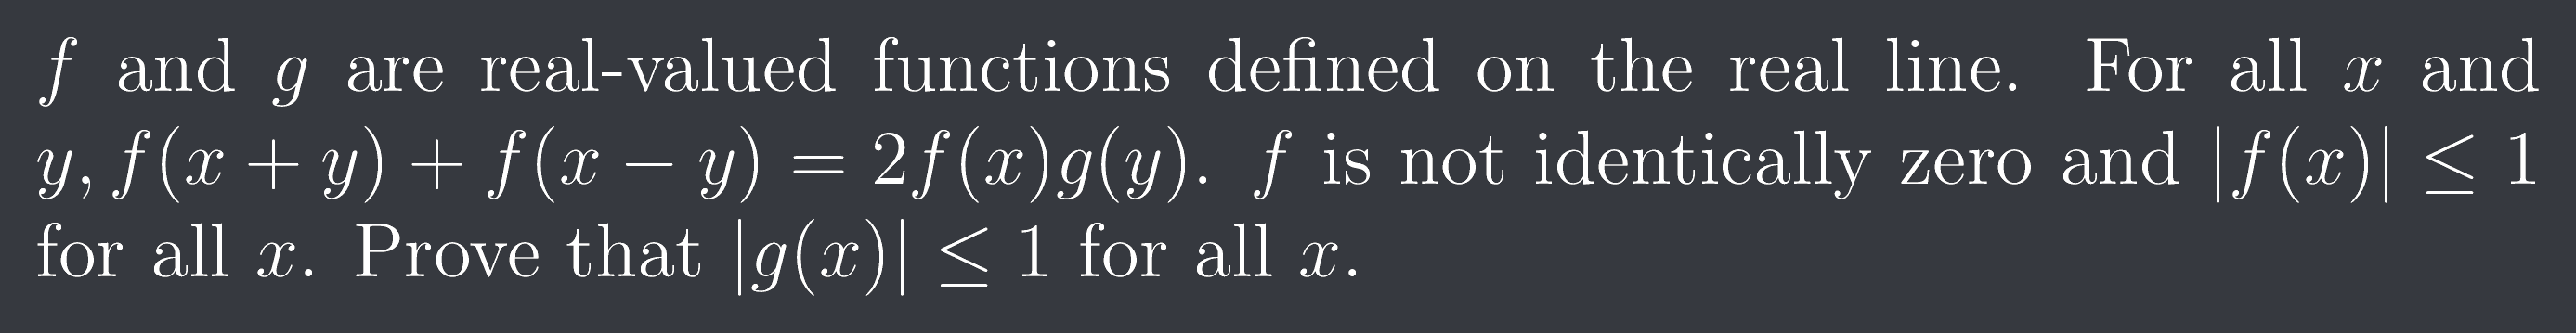 f and g are real-valued functions defined on the real line. For all x and
y, f(x + y) + f(x − y) = 2f(x)g(y). f is not identically zero and |f(x)| ≤ 1
for all x. Prove that |g(x)| ≤ 1 for all x.